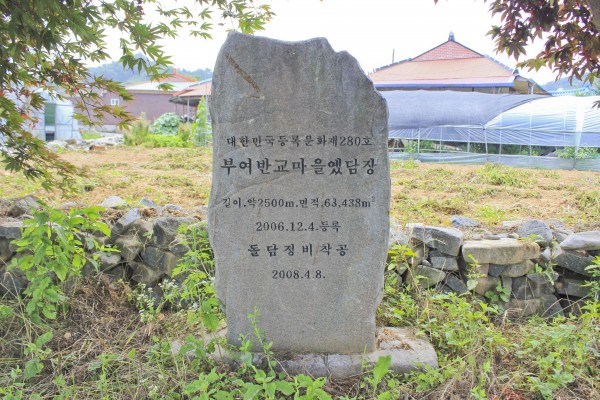 대한민국등록문화재280호
부여반교마을옛담장
길이.약2500m.면적.63.438m²
2006.12.4.등록
돌담정비착공
2008.4.8.